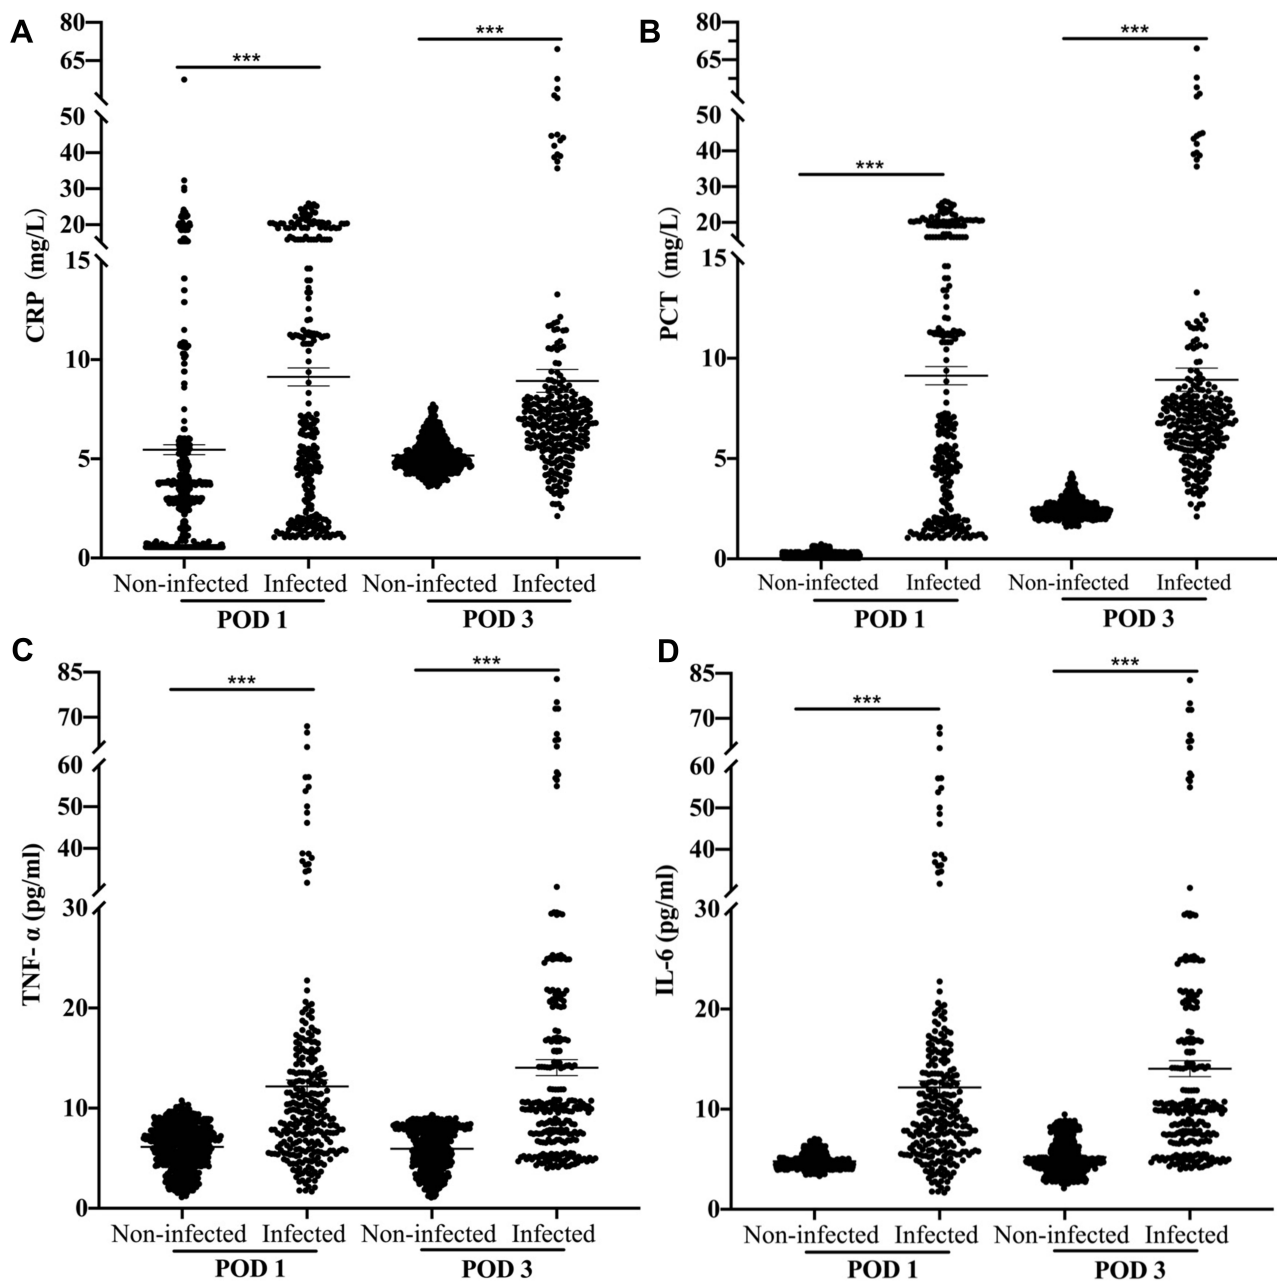 A
CRP (mg/L)
80
65
50
40
30
20
15
10
5
0
***
***
Non-infected Infected Non-infected Infected
POD 1 POD 3
B
PCT (mg/L)
80
65
50
40
30
20
15
10
5
0
***
***
Non-infected Infected Non-infected Infected
POD 1 POD 3
C
TNF- α (pg/ml)
85
70
60
50
40
30
20
10
0
***
***
Non-infected Infected Non-infected Infected
POD 1 POD 3
D
IL-6 (pg/ml)
85
70
60
50
40
30
20
10
0
***
***
Non-infected Infected Non-infected Infected
POD 1 POD 3